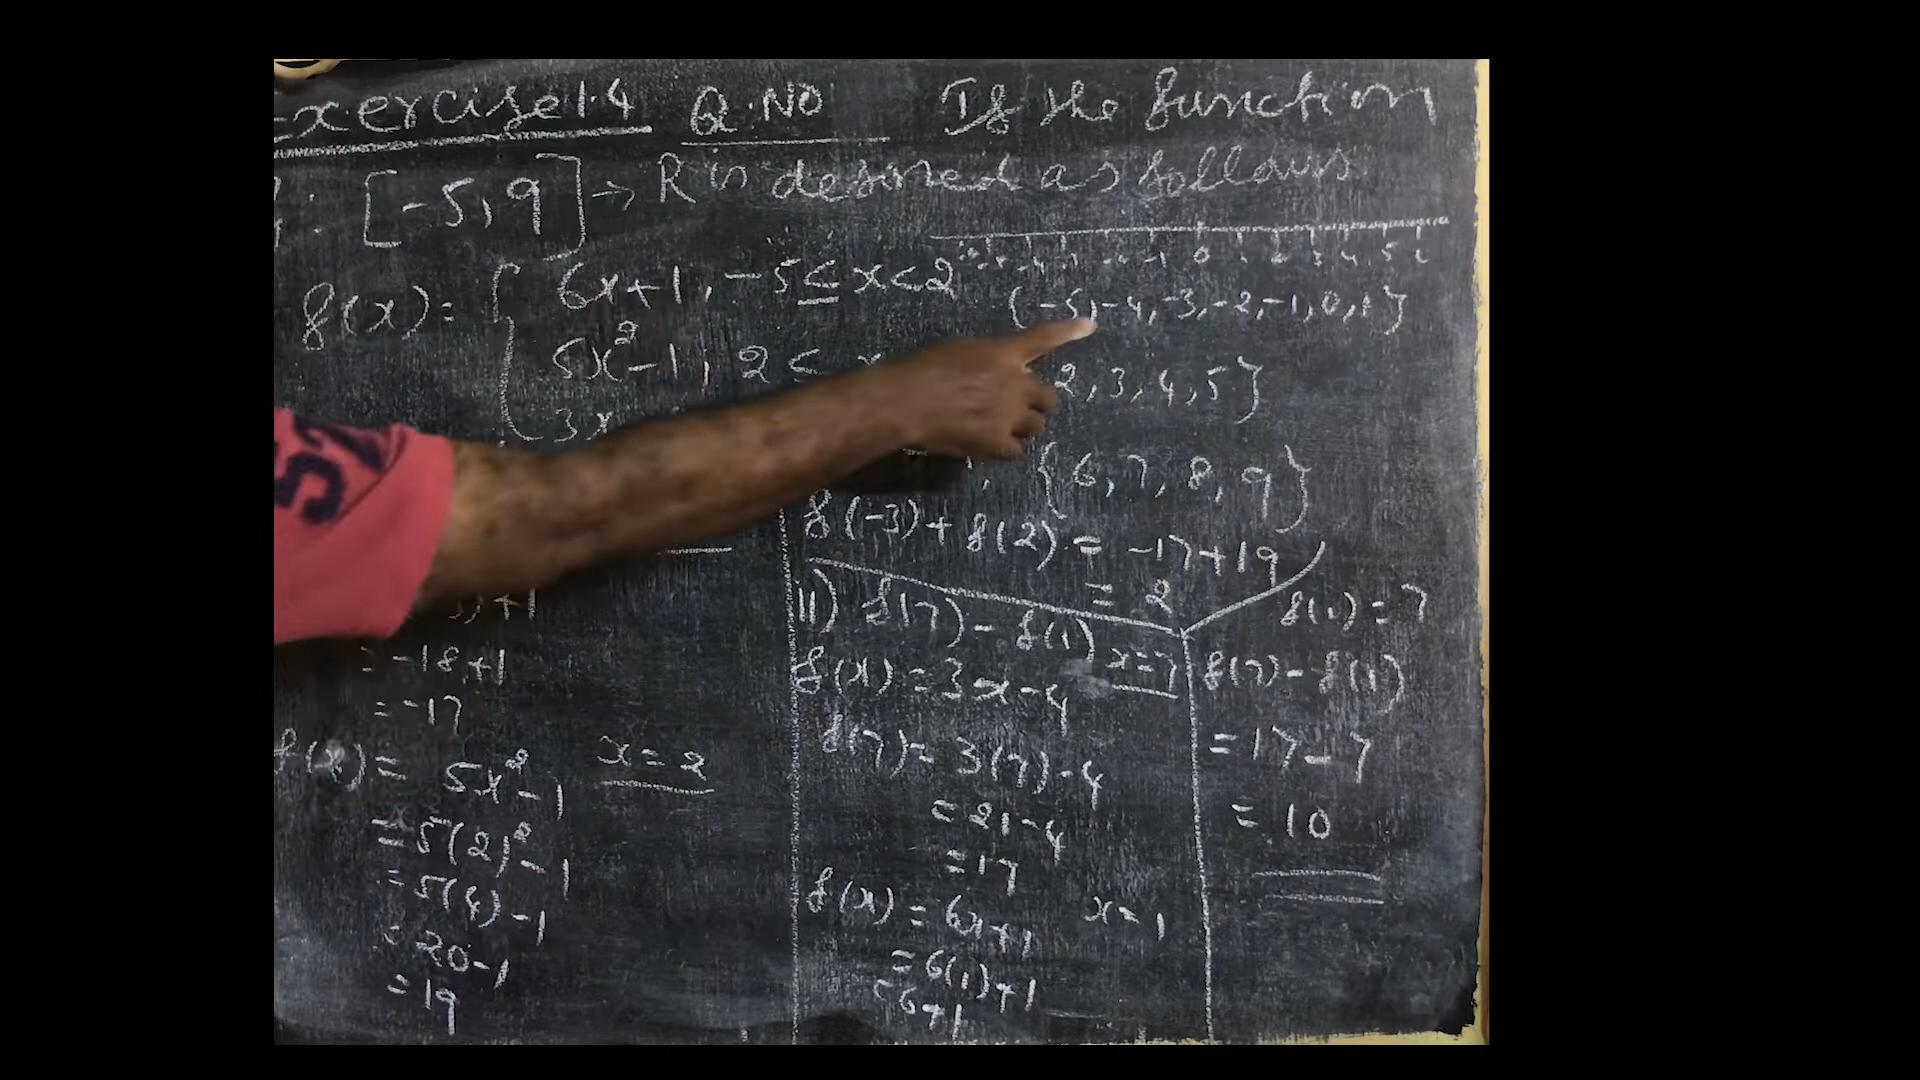 Exercise 1.4 Q.NO If the function
f: [-5,9] → R is defined as follows
f(x) = { 6x+1, -5 ≤ x < 2
5x²-1, 2 ≤ x
3x
0 1 2 3 4 5 6
{-5,-4,-3,-2,-1,0,1}
2,3,4,5}
{6,7,8,9}
)+1
= -18+1
= -17
f(2) = 5x²-1 x=2
= 5(2)²-1
= 5(4)-1
= 20-1
= 19
f(-3)+f(2) = -17+19
= 2
ii) f(7)-f(1)
f(x) = 3x-4 x=7
f(7) = 3(7)-4
= 21-4
= 17
f(x) = 6x+1 x=1
= 6(1)+1
= 6+1
f(1) = 7
f(7)-f(1)
= 17-7
= 10